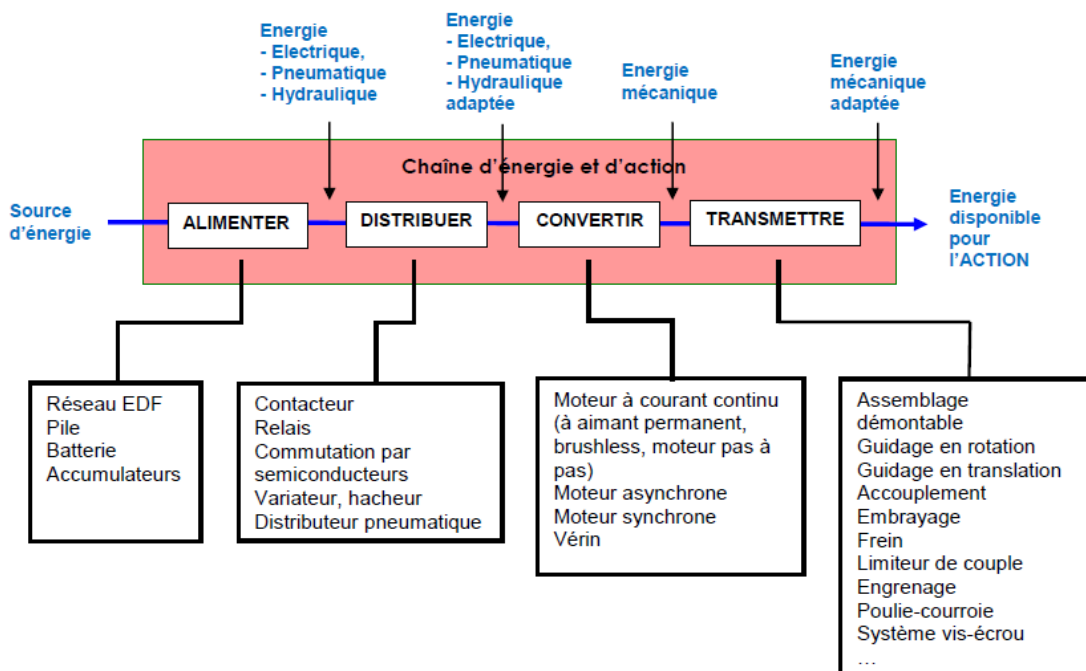 Energie
- Electrique,
- Pneumatique
- Hydraulique
Energie
- Electrique,
- Pneumatique
- Hydraulique
adaptée
Energie
mécanique
Energie
mécanique
adaptée
Chaîne d'énergie et d'action
Source
d'énergie
ALIMENTER
DISTRIBUER
CONVERTIR
TRANSMETTRE
Energie
disponible
pour
l'ACTION
Réseau EDF
Pile
Batterie
Accumulateurs
Contacteur
Relais
Commutation par
semiconducteurs
Variateur, hacheur
Distributeur pneumatique
Moteur à courant continu
(à aimant permanent,
brushless, moteur pas à
pas)
Moteur asynchrone
Moteur synchrone
Vérin
Assemblage
démontable
Guidage en rotation
Guidage en translation
Accouplement
Embrayage
Frein
Limiteur de couple
Engrenage
Poulie-courroie
Système vis-écrou
…